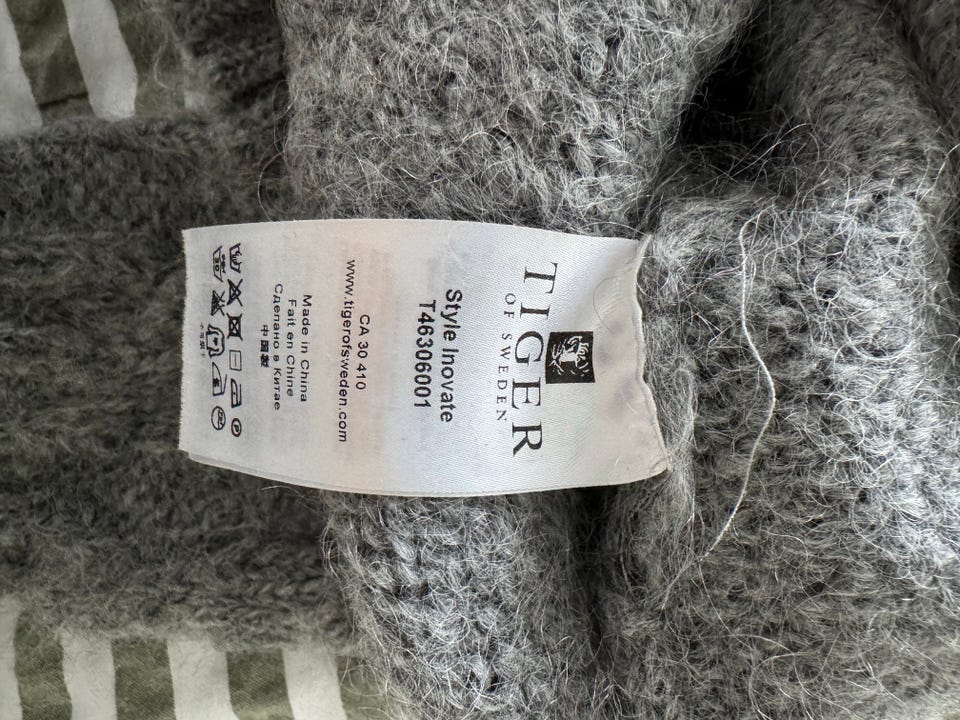 TIGER
OF SWEDEN
Style Inovate
T46306001
CA 30 410
www.tigerofsweden.com
Made in China
Fait en Chine
Сделано в Китае
中国製